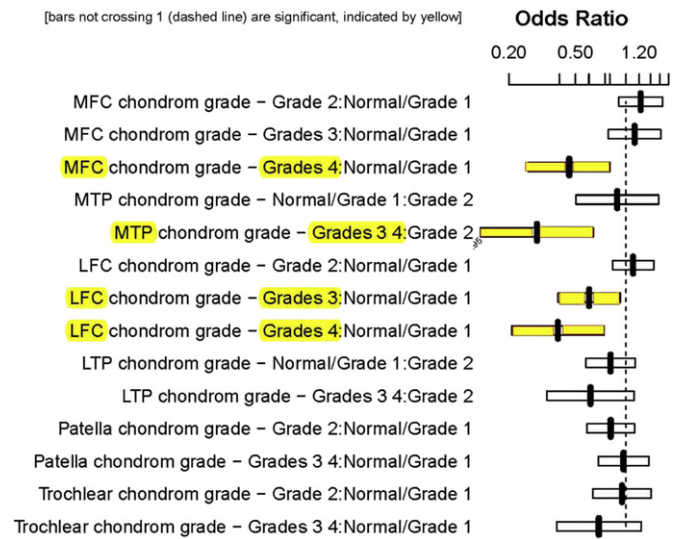 [bars not crossing 1 (dashed line) are significant, indicated by yellow]
Odds Ratio
0.20 0.50 1.20
MFC chondrom grade − Grade 2:Normal/Grade 1
MFC chondrom grade − Grades 3:Normal/Grade 1
MFC chondrom grade − Grades 4:Normal/Grade 1
MTP chondrom grade − Normal/Grade 1:Grade 2
MTP chondrom grade − Grades 3 4:Grade 2
LFC chondrom grade − Grade 2:Normal/Grade 1
LFC chondrom grade − Grades 3:Normal/Grade 1
LFC chondrom grade − Grades 4:Normal/Grade 1
LTP chondrom grade − Normal/Grade 1:Grade 2
LTP chondrom grade − Grades 3 4:Grade 2
Patella chondrom grade − Grade 2:Normal/Grade 1
Patella chondrom grade − Grades 3 4:Normal/Grade 1
Trochlear chondrom grade − Grade 2:Normal/Grade 1
Trochlear chondrom grade − Grades 3 4:Normal/Grade 1